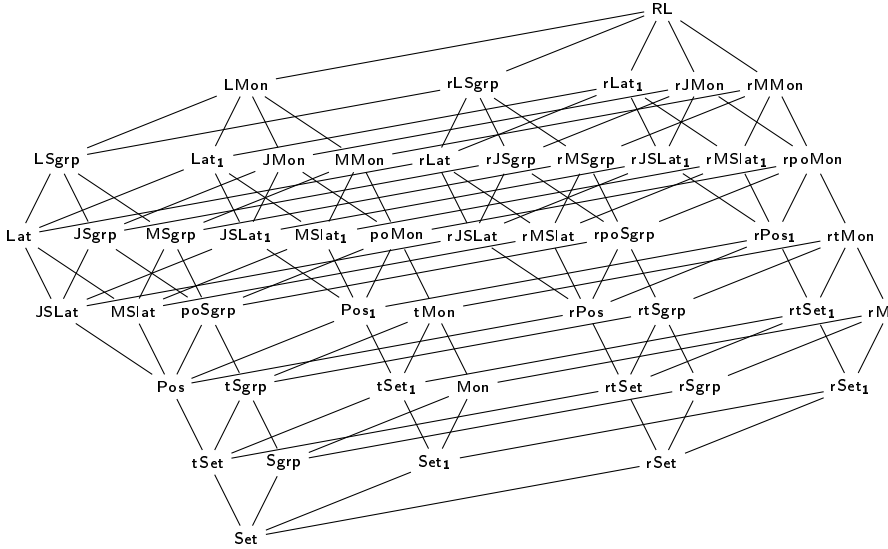 RL
LMon rLSgrp rLat₁ rJMon rMMon
LSgrp Lat₁ JMon MMon rLat rJSgrp rMSgrp rJSLat₁ rMSlat₁ rpoMon
Lat JSgrp MSgrp JSLat₁ MSlat₁ poMon rJSLat rMSlat rpoSgrp rPos₁ rtMon
JSLat MSlat poSgrp Pos₁ tMon rPos rtSgrp rtSet₁
Pos tSgrp tSet₁ Mon rtSet rSgrp rSet₁
tSet Sgrp Set₁ rSet
Set